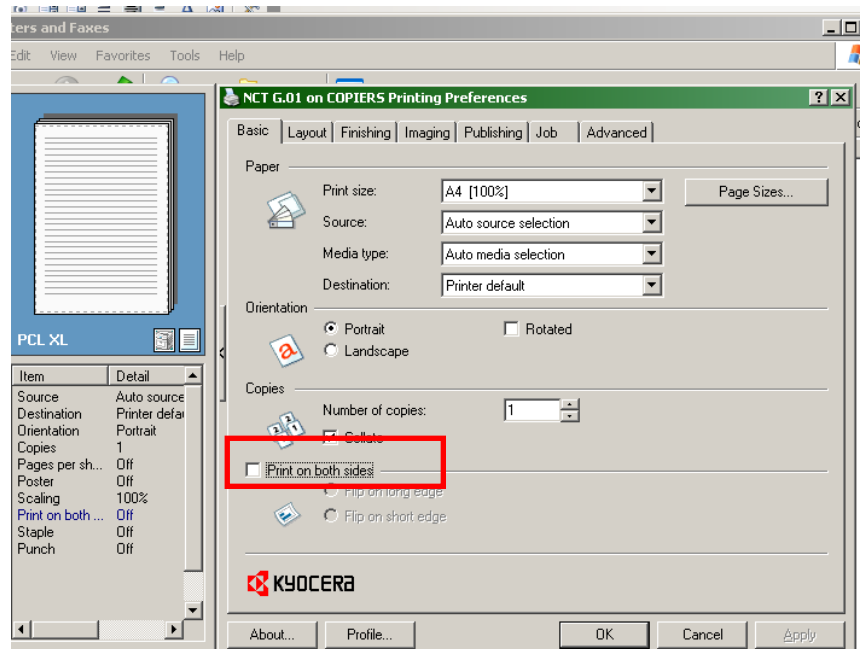 ters and Faxes
Edit View Favorites Tools Help
NCT G.01 on COPIERS Printing Preferences
Basic Layout Finishing Imaging Publishing Job Advanced
Paper
Print size: A4 [100%] Page Sizes...
Source: Auto source selection
Media type: Auto media selection
Destination: Printer default
Orientation
Portrait Rotated
Landscape
Copies
Number of copies: 1
Collate
Print on both sides
Flip on long edge
Flip on short edge
KYOCERA
About... Profile... OK Cancel Apply
PCL XL
Item Detail
Source Auto source
Destination Printer defau
Orientation Portrait
Copies 1
Pages per sh... Off
Poster Off
Scaling 100%
Print on both ... Off
Staple Off
Punch Off